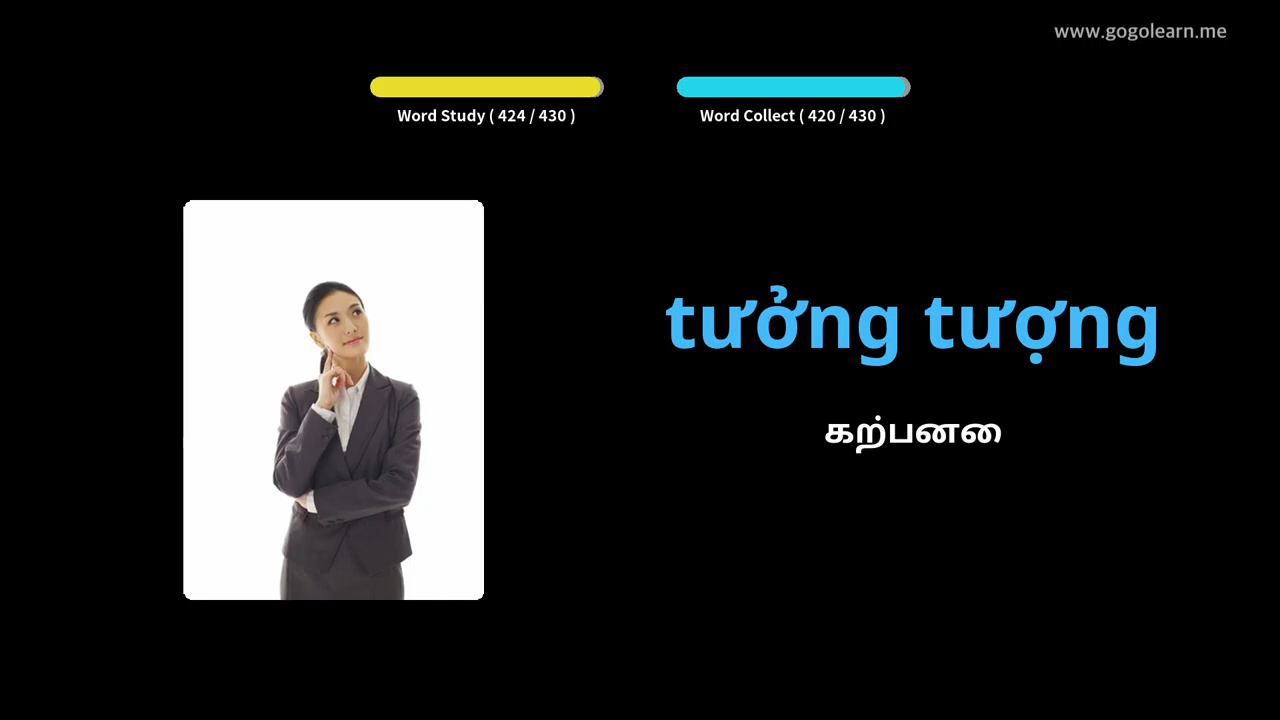 www.gogolearn.me
Word Study ( 424 / 430 )
Word Collect ( 420 / 430 )
tưởng tượng
கற்பனை